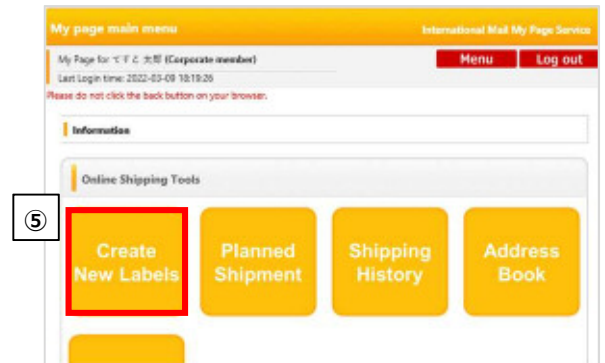 My page main menu
International Mail My Page Service
My Page for てすと 太郎 (Corporate member)
Menu
Log out
Last Login time: 2022-03-09 18:19:26
Please do not click the back button on your browser.
Information
Online Shipping Tools
⑤
Create New Labels
Planned Shipment
Shipping History
Address Book